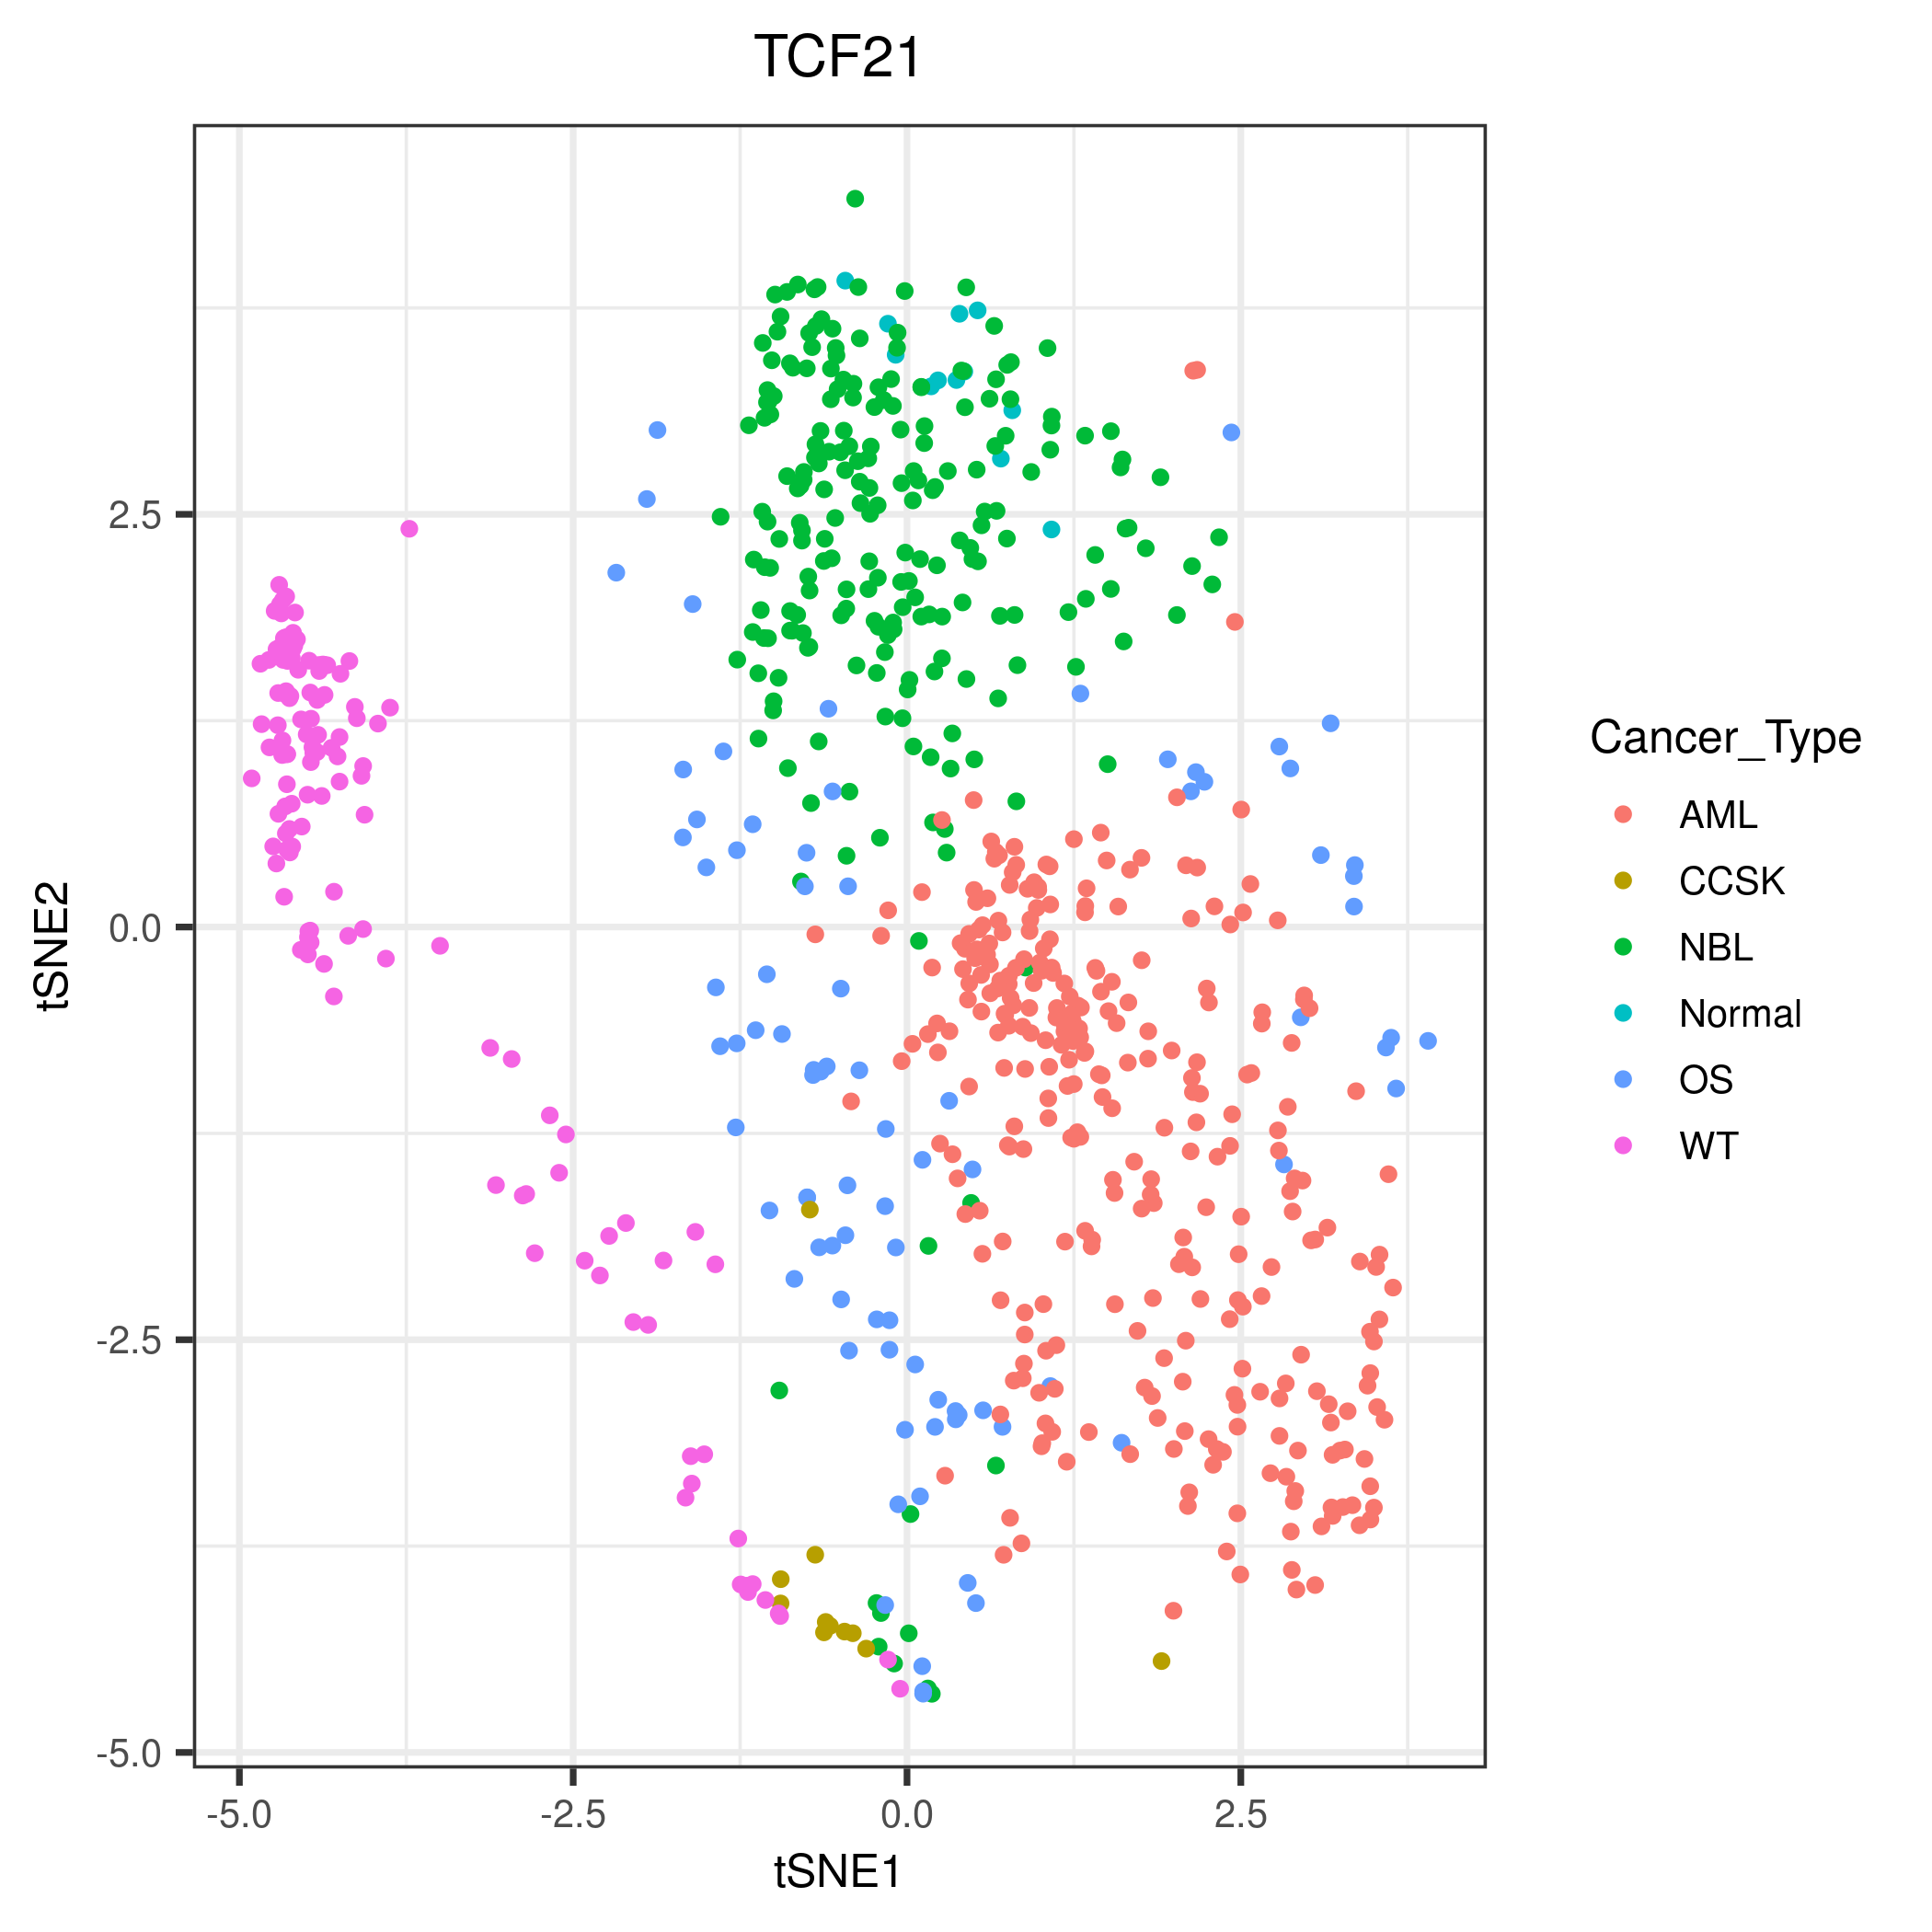 TCF21
tSNE2
2.5
0.0
-2.5
-5.0
-5.0
-2.5
0.0
2.5
tSNE1
Cancer_Type
AML
CCSK
NBL
Normal
OS
WT